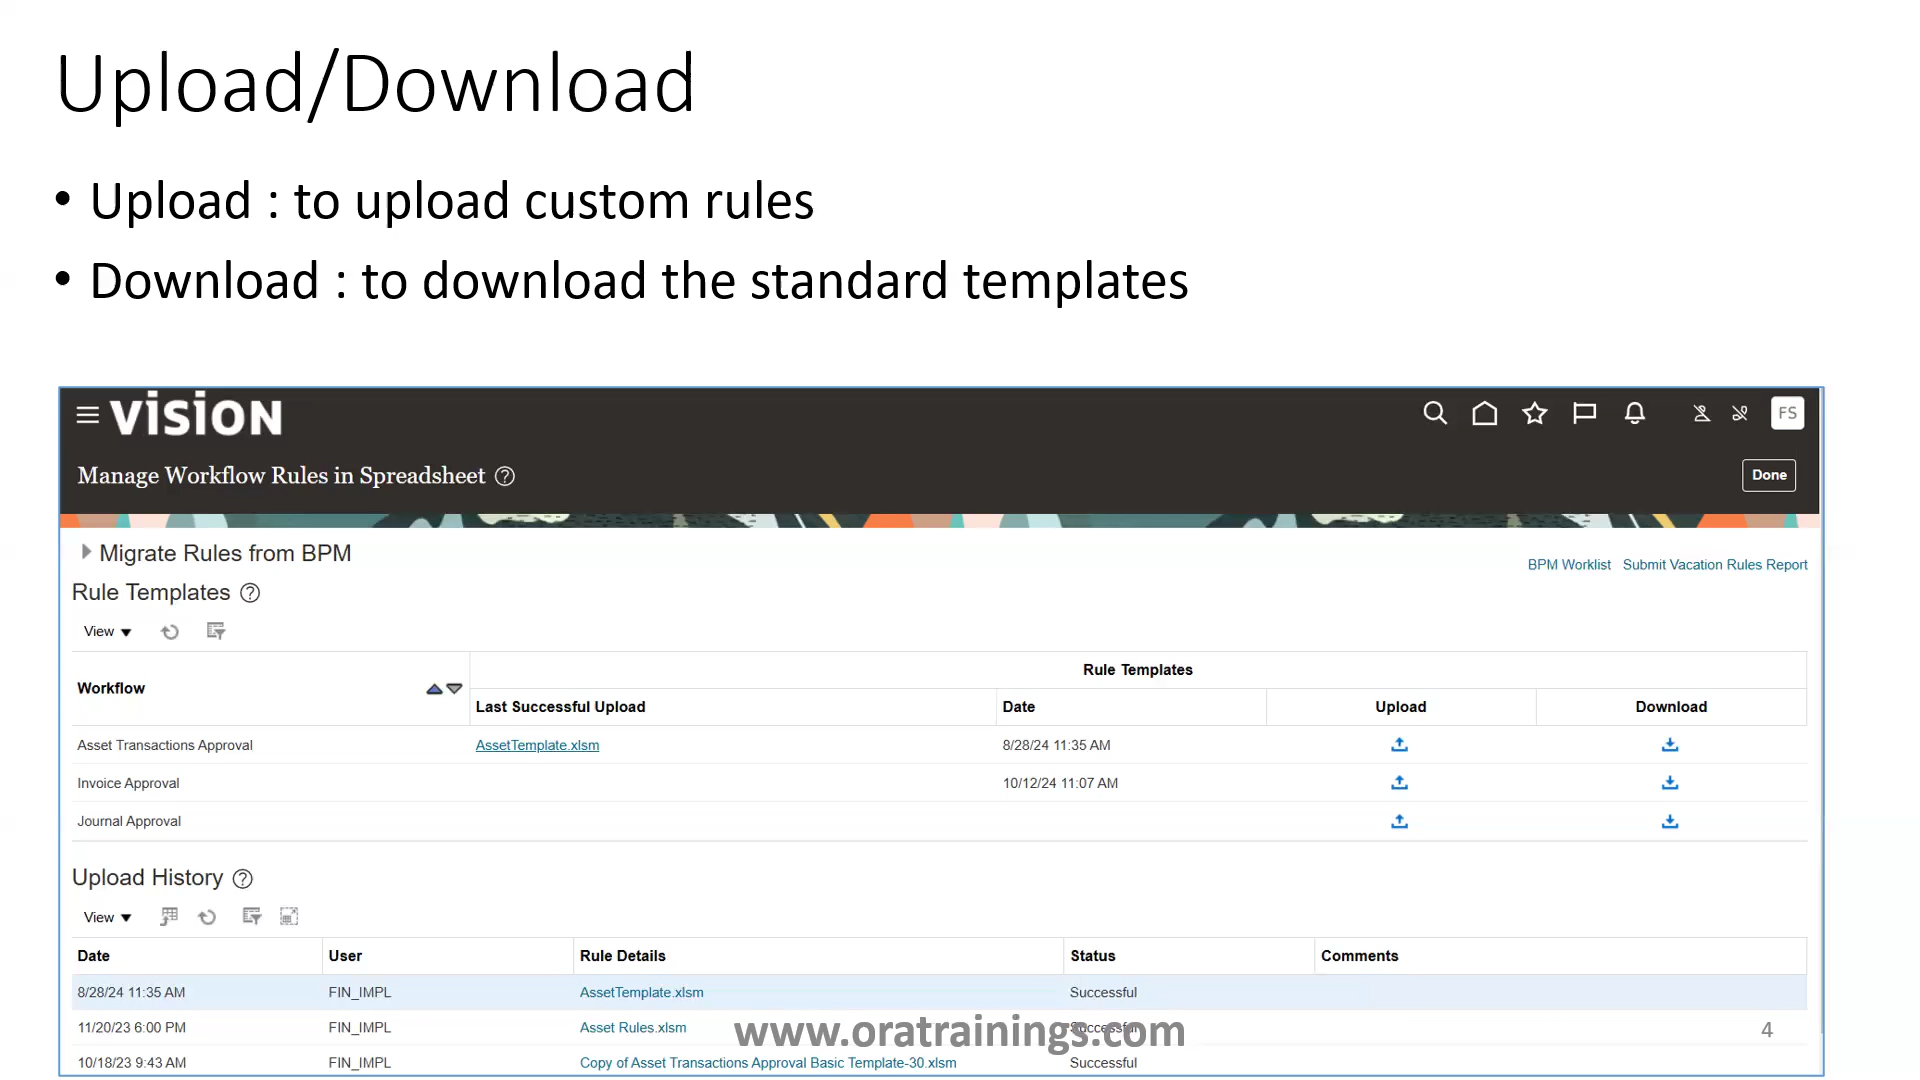 Upload/Download
• Upload : to upload custom rules
• Download : to download the standard templates
VISION
FS
Manage Workflow Rules in Spreadsheet ?
Done
Migrate Rules from BPM
BPM Worklist Submit Vacation Rules Report
Rule Templates ?
View
Workflow
Rule Templates
Last Successful Upload Date Upload Download
Asset Transactions Approval AssetTemplate.xlsm 8/28/24 11:35 AM
Invoice Approval 10/12/24 11:07 AM
Journal Approval
Upload History ?
View
Date User Rule Details Status Comments
8/28/24 11:35 AM FIN_IMPL AssetTemplate.xlsm Successful
11/20/23 6:00 PM FIN_IMPL Asset Rules.xlsm Successful
www.oratrainings.com
4
10/18/23 9:43 AM FIN_IMPL Copy of Asset Transactions Approval Basic Template-30.xlsm Successful